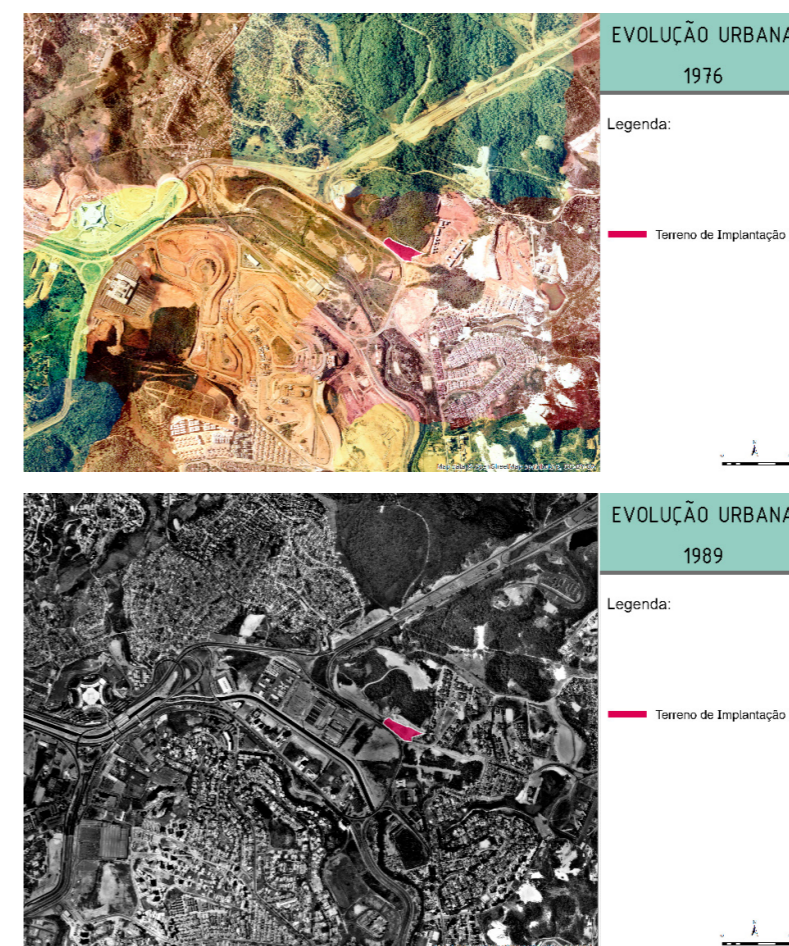 EVOLUÇÃO URBANA
1976
Legenda:
Terreno de Implantação
EVOLUÇÃO URBANA
1989
Legenda:
Terreno de Implantação